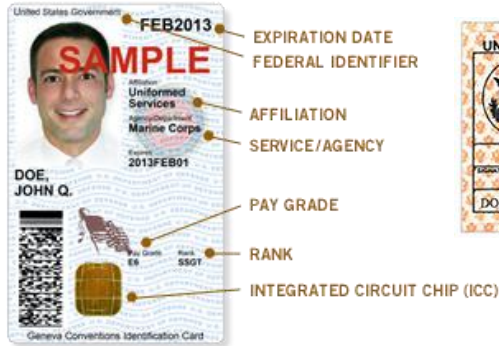 United States Government
FEB2013
SAMPLE
Affiliation
Uniformed
Services
Agency/Department
Marine Corps
Expires
2013FEB01
DOE,
JOHN Q.
Pay Grade
E6
Rank
SSGT
Geneva Conventions Identification Card
EXPIRATION DATE
FEDERAL IDENTIFIER
AFFILIATION
SERVICE/AGENCY
PAY GRADE
RANK
INTEGRATED CIRCUIT CHIP (ICC)
UN
DO